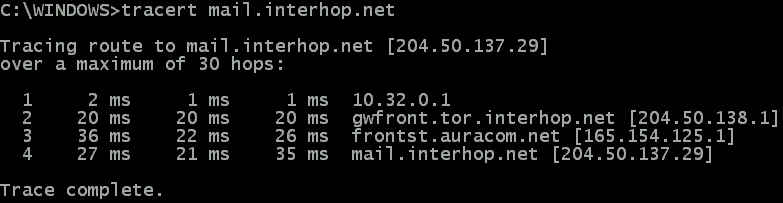 C:\WINDOWS>tracert mail.interhop.net
Tracing route to mail.interhop.net [204.50.137.29]
over a maximum of 30 hops:
1 2 ms 1 ms 1 ms 10.32.0.1
2 20 ms 20 ms 20 ms gwfront.tor.interhop.net [204.50.138.1]
3 36 ms 22 ms 26 ms frontst.auracom.net [165.154.125.1]
4 27 ms 21 ms 35 ms mail.interhop.net [204.50.137.29]
Trace complete.